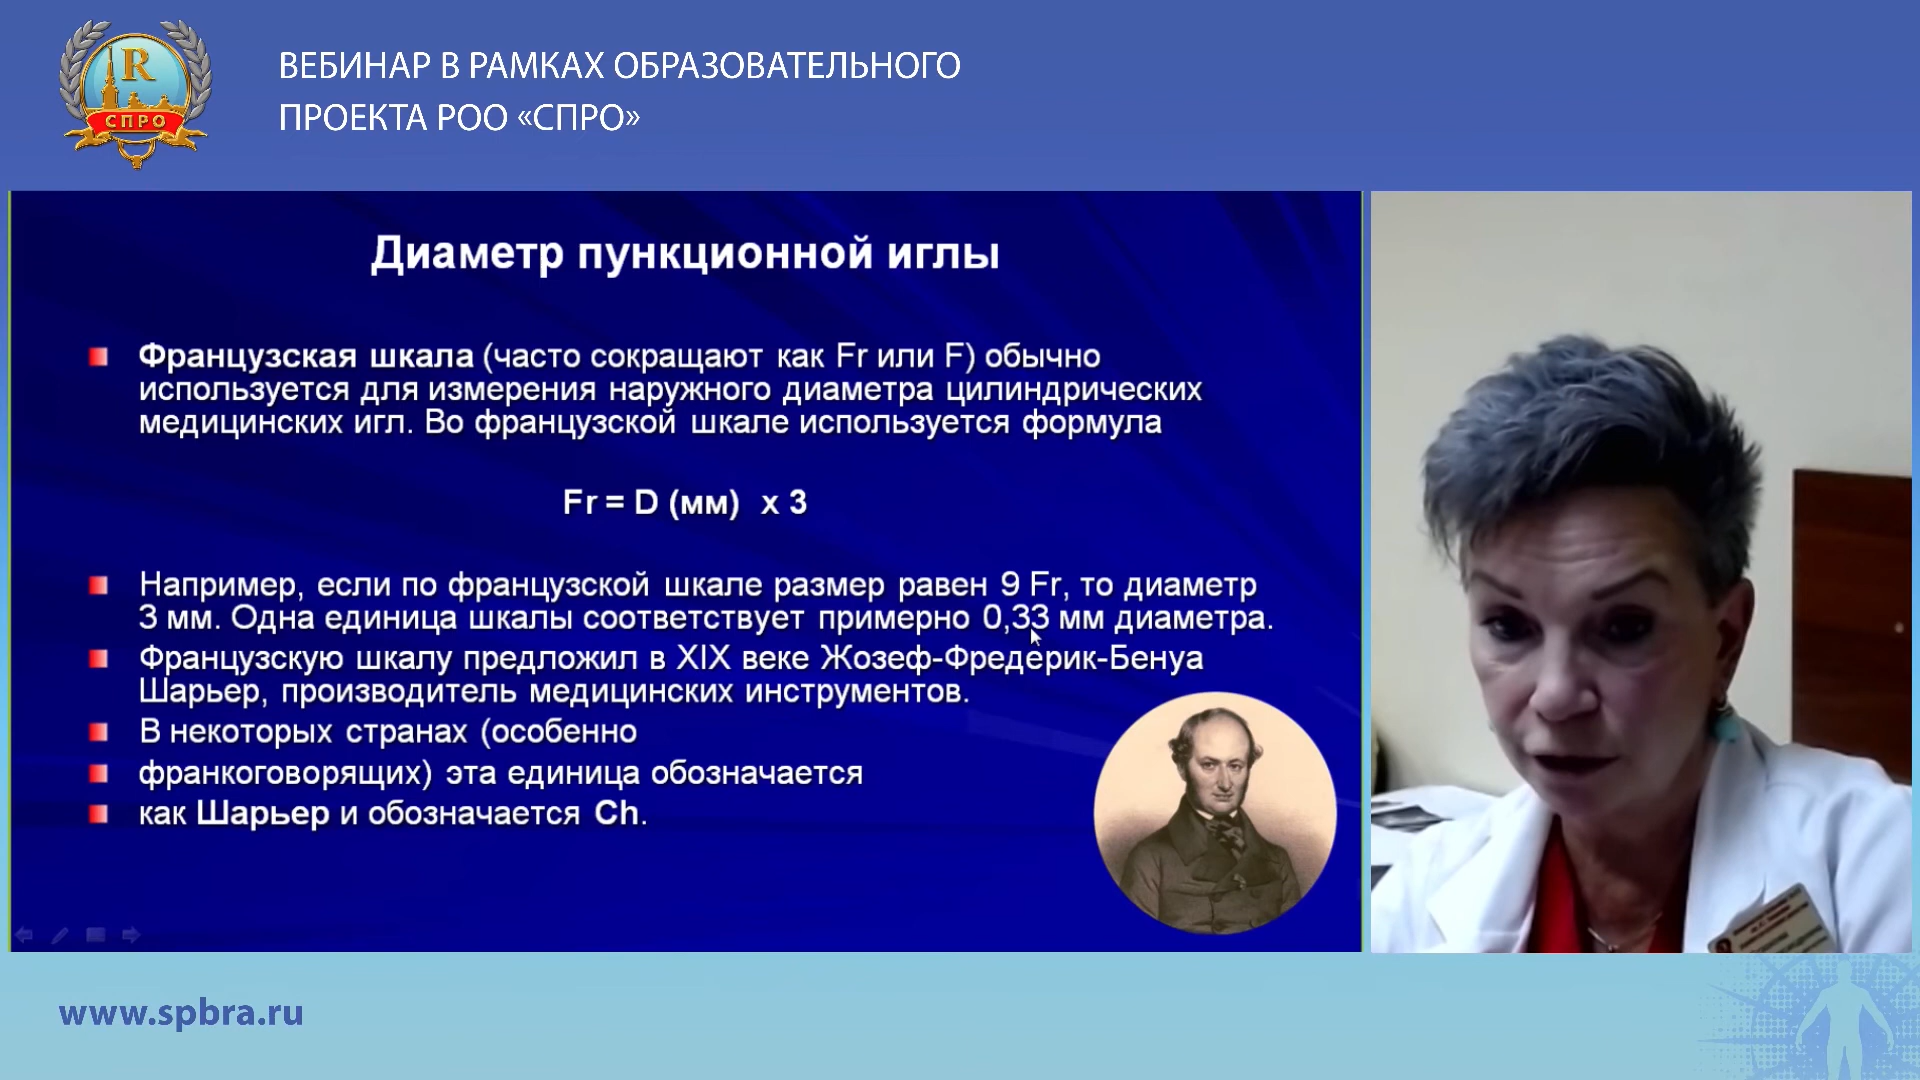 R
СПРО
ВЕБИНАР В РАМКАХ ОБРАЗОВАТЕЛЬНОГО
ПРОЕКТА РОО «СПРО»
Диаметр пункционной иглы
Французская шкала (часто сокращают как Fr или F) обычно
используется для измерения наружного диаметра цилиндрических
медицинских игл. Во французской шкале используется формула
Fr = D (мм) x 3
Например, если по французской шкале размер равен 9 Fr, то диаметр
3 мм. Одна единица шкалы соответствует примерно 0,33 мм диаметра.
Французскую шкалу предложил в XIX веке Жозеф-Фредерик-Бенуа
Шарьер, производитель медицинских инструментов.
В некоторых странах (особенно
франкоговорящих) эта единица обозначается
как Шарьер и обозначается Ch.
www.spbra.ru